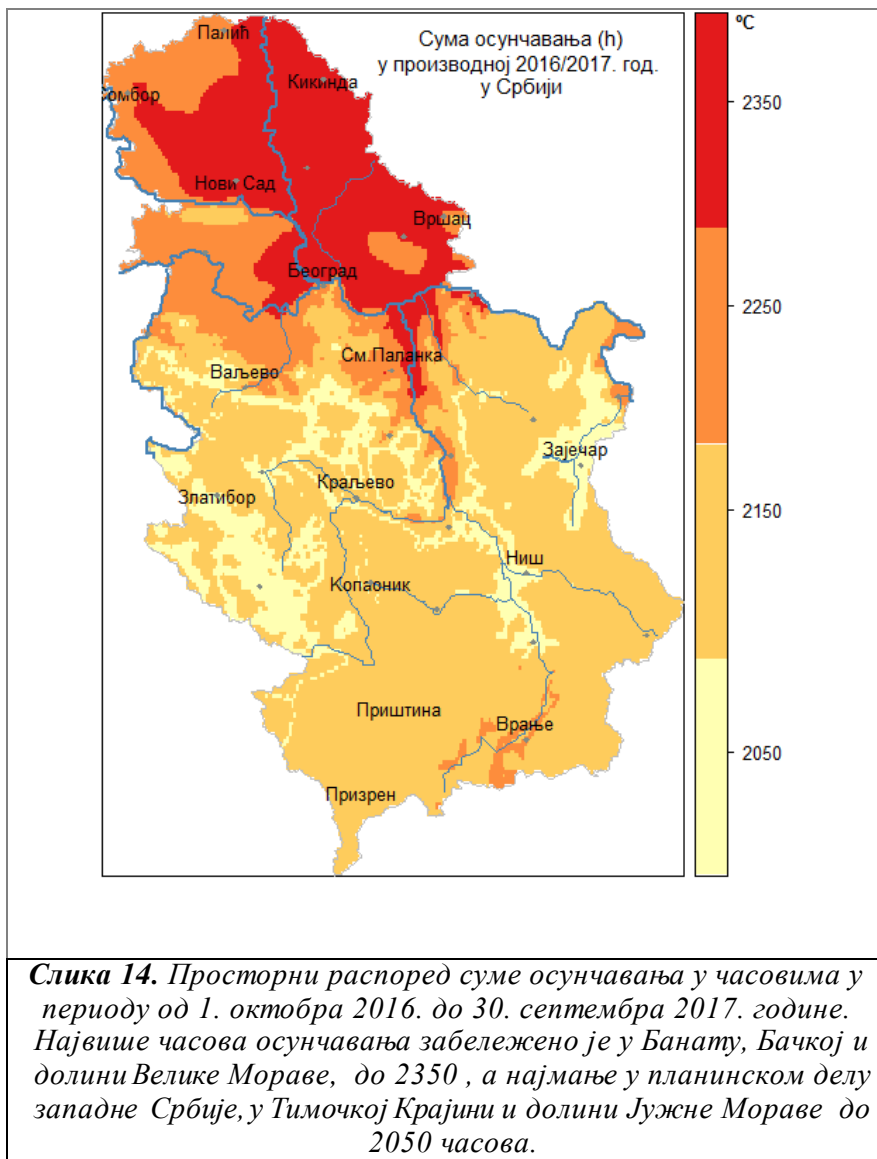 Палић
°C
Сума осунчавања (h)
у производној 2016/2017. год.
у Србији
Кикинда
2350
Сомбор
Нови Сад
Вршац
Београд
2250
См.Паланка
Ваљево
Зајечар
Краљево
Златибор
2150
Ниш
Копаоник
Приштина
Врање
2050
Призрен
Слика 14. Просторни распоред суме осунчавања у часовима у
периоду од 1. октобра 2016. до 30. септембра 2017. године.
Највише часова осунчавања забележено је у Банату, Бачкој и
долини Велике Мораве, до 2350 , а најмање у планинском делу
западне Србије, у Тимочкој Крајини и долини Јужне Мораве до
2050 часова.